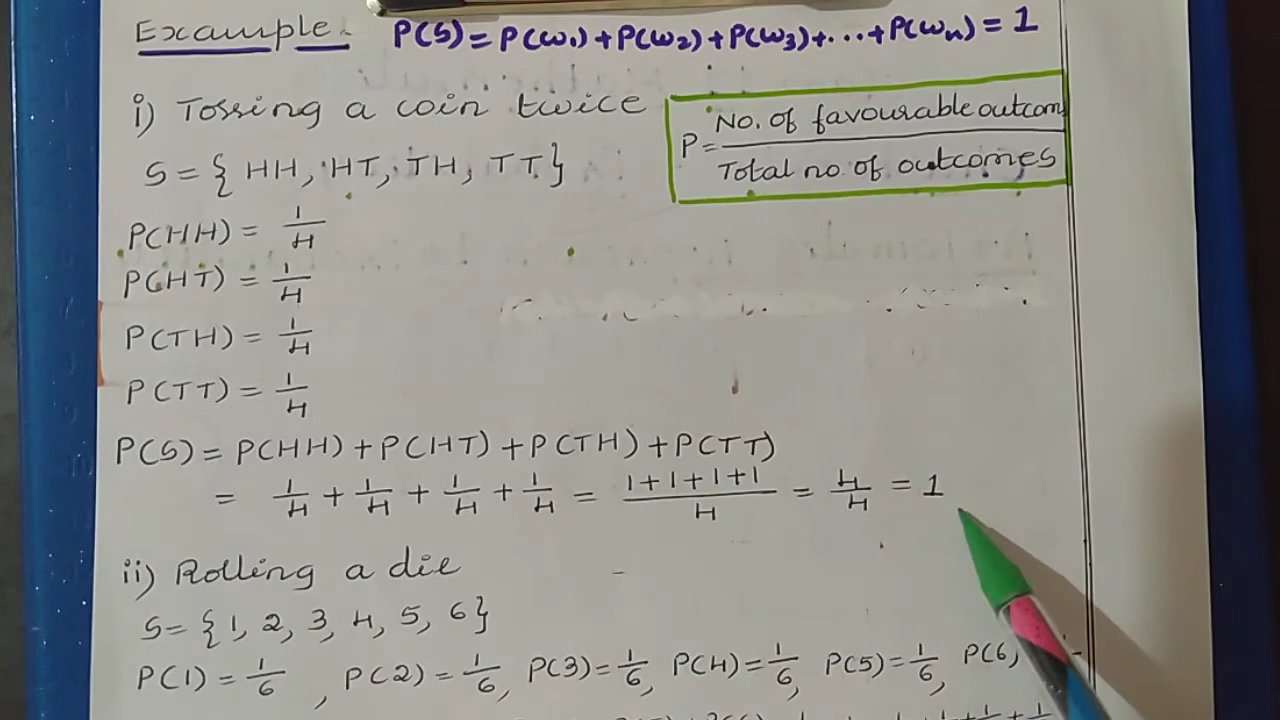 Example: P(S) = P(ω₁) + P(ω₂) + P(ω₃) + ... + P(ωₙ) = 1
i) Tossing a coin twice
P = No. of favourable outcom / Total no. of outcomes
S = { HH, HT, TH, TT }
P(HH) = 1/4
P(HT) = 1/4
P(TH) = 1/4
P(TT) = 1/4
P(S) = P(HH) + P(HT) + P(TH) + P(TT)
= 1/4 + 1/4 + 1/4 + 1/4 = 1+1+1+1/4 = 4/4 = 1
ii) Rolling a die
S = { 1, 2, 3, 4, 5, 6 }
P(1) = 1/6 , P(2) = 1/6, P(3) = 1/6, P(4) = 1/6, P(5) = 1/6, P(6)